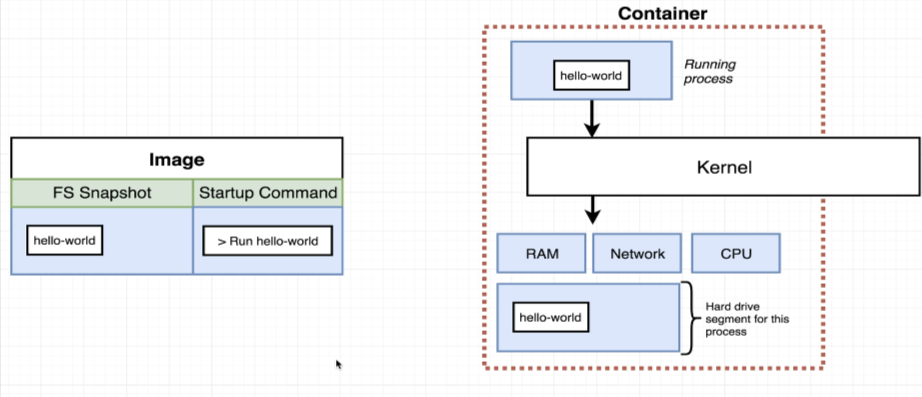 Container
hello-world
Running
process
Image
Kernel
FS Snapshot
Startup Command
hello-world
> Run hello-world
RAM
Network
CPU
hello-world
Hard drive
segment for this
process